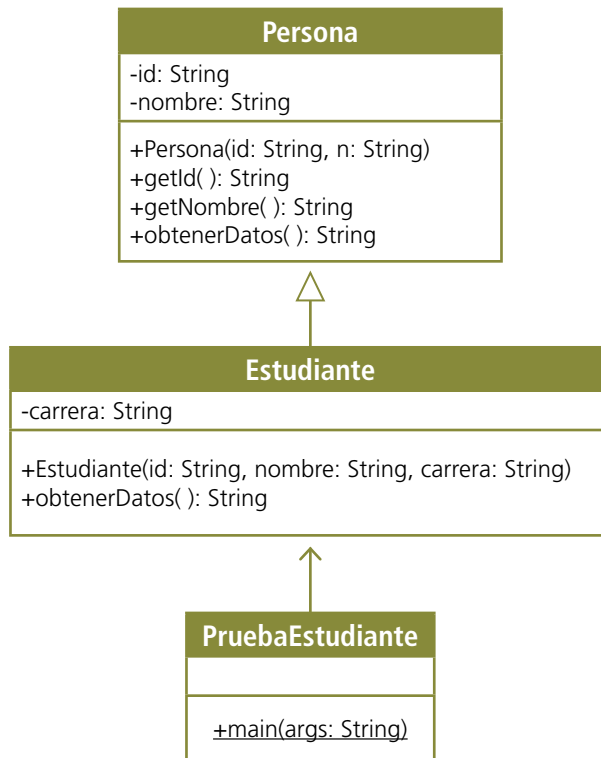 Persona
-id: String
-nombre: String
+Persona(id: String, n: String)
+getId( ): String
+getNombre( ): String
+obtenerDatos( ): String
Estudiante
-carrera: String
+Estudiante(id: String, nombre: String, carrera: String)
+obtenerDatos( ): String
PruebaEstudiante
+main(args: String)